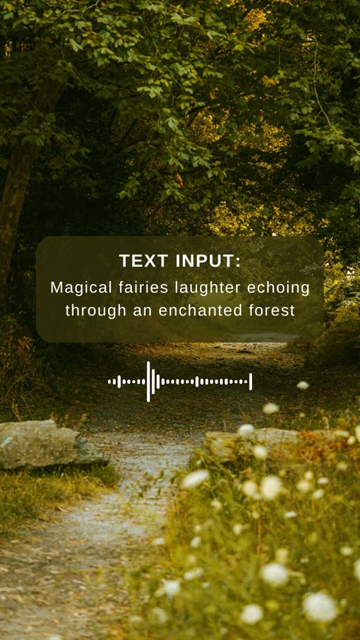 TEXT INPUT:
Magical fairies laughter echoing
through an enchanted forest